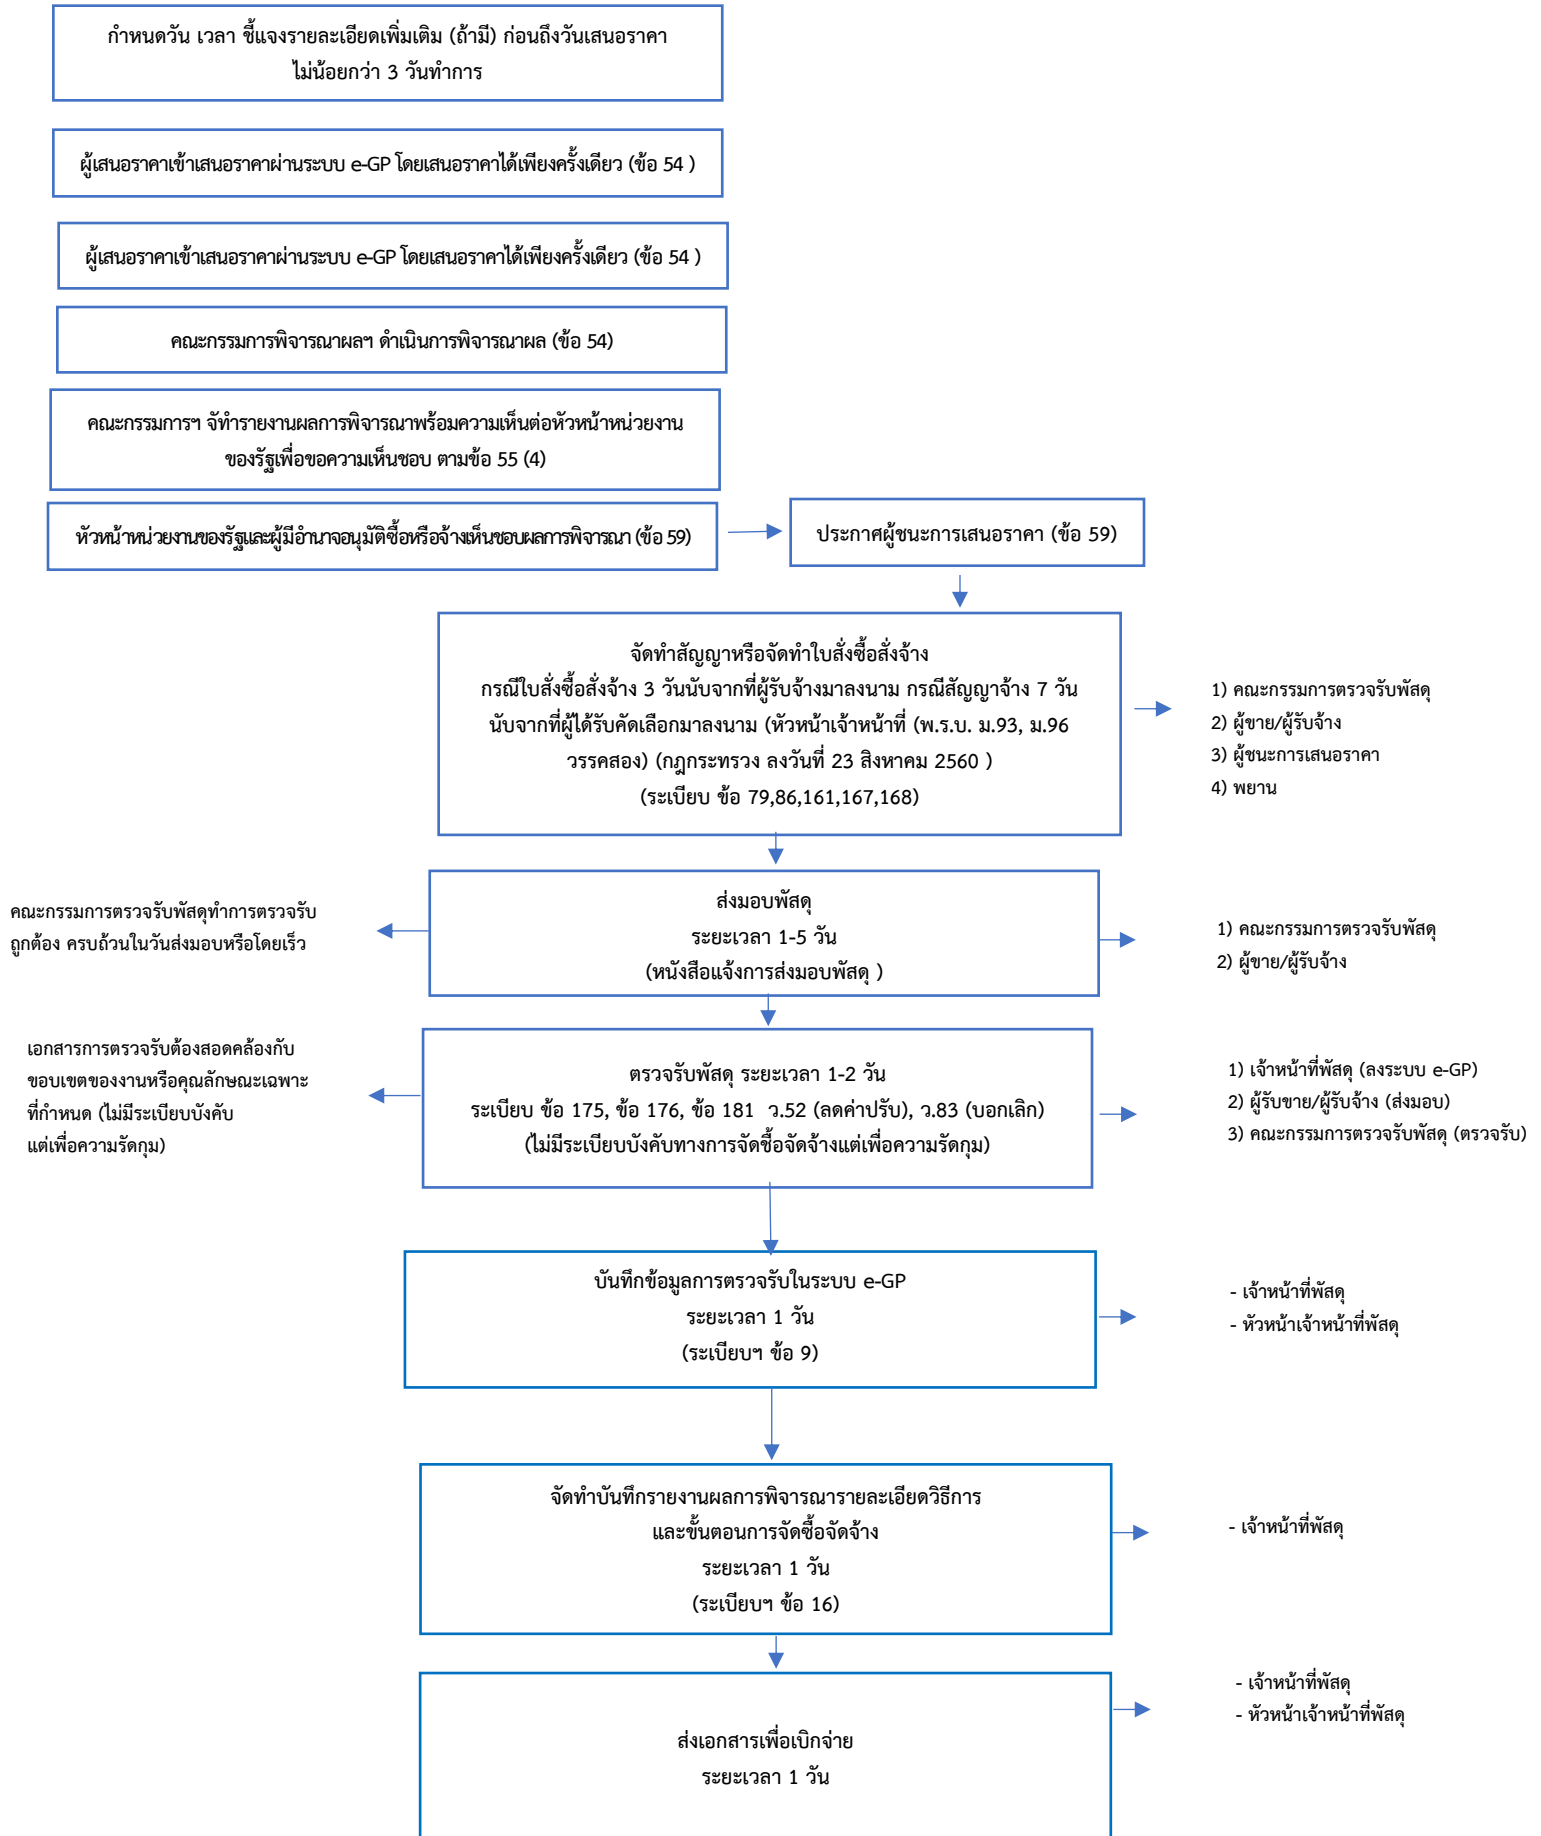 กำหนดวัน เวลา ชี้แจงรายละเอียดเพิ่มเติม (ถ้ามี) ก่อนถึงวันเสนอราคา
ไม่น้อยกว่า 3 วันทำการ
ผู้เสนอราคาเข้าเสนอราคาผ่านระบบ e-GP โดยเสนอราคาได้เพียงครั้งเดียว (ข้อ 54 )
ผู้เสนอราคาเข้าเสนอราคาผ่านระบบ e-GP โดยเสนอราคาได้เพียงครั้งเดียว (ข้อ 54 )
คณะกรรมการพิจารณาผลฯ ดำเนินการพิจารณาผล (ข้อ 54)
คณะกรรมการฯ จัทำรายงานผลการพิจารณาพร้อมความเห็นต่อหัวหน้าหน่วยงาน
ของรัฐเพื่อขอความเห็นชอบ ตามข้อ 55 (4)
หัวหน้าหน่วยงานของรัฐและผู้มีอำนาจอนุมัติซื้อหรือจ้างเห็นชอบผลการพิจารณา (ข้อ 59)
ประกาศผู้ชนะการเสนอราคา (ข้อ 59)
จัดทำสัญญาหรือจัดทำใบสั่งซื้อสั่งจ้าง
กรณีใบสั่งซื้อสั่งจ้าง 3 วันนับจากที่ผู้รับจ้างมาลงนาม กรณีสัญญาจ้าง 7 วัน
นับจากที่ผู้ได้รับคัดเลือกมาลงนาม (หัวหน้าเจ้าหน้าที่ (พ.ร.บ. ม.93, ม.96
วรรคสอง) (กฎกระทรวง ลงวันที่ 23 สิงหาคม 2560 )
(ระเบียบ ข้อ 79,86,161,167,168)
1) คณะกรรมการตรวจรับพัสดุ
2) ผู้ขาย/ผู้รับจ้าง
3) ผู้ชนะการเสนอราคา
4) พยาน
คณะกรรมการตรวจรับพัสดุทำการตรวจรับ
ถูกต้อง ครบถ้วนในวันส่งมอบหรือโดยเร็ว
ส่งมอบพัสดุ
ระยะเวลา 1-5 วัน
(หนังสือแจ้งการส่งมอบพัสดุ )
1) คณะกรรมการตรวจรับพัสดุ
2) ผู้ขาย/ผู้รับจ้าง
เอกสารการตรวจรับต้องสอดคล้องกับ
ขอบเขตของงานหรือคุณลักษณะเฉพาะ
ที่กำหนด (ไม่มีระเบียบบังคับ
แต่เพื่อความรัดกุม)
ตรวจรับพัสดุ ระยะเวลา 1-2 วัน
ระเบียบ ข้อ 175, ข้อ 176, ข้อ 181 ว.52 (ลดค่าปรับ), ว.83 (บอกเลิก)
(ไม่มีระเบียบบังคับทางการจัดชื้อจัดจ้างแต่เพื่อความรัดกุม)
1) เจ้าหน้าที่พัสดุ (ลงระบบ e-GP)
2) ผู้รับขาย/ผู้รับจ้าง (ส่งมอบ)
3) คณะกรรมการตรวจรับพัสดุ (ตรวจรับ)
บันทึกข้อมูลการตรวจรับในระบบ e-GP
ระยะเวลา 1 วัน
(ระเบียบฯ ข้อ 9)
- เจ้าหน้าที่พัสดุ
- หัวหน้าเจ้าหน้าที่พัสดุ
จัดทำบันทึกรายงานผลการพิจารณารายละเอียดวิธีการ
และขั้นตอนการจัดซื้อจัดจ้าง
ระยะเวลา 1 วัน
(ระเบียบฯ ข้อ 16)
- เจ้าหน้าที่พัสดุ
ส่งเอกสารเพื่อเบิกจ่าย
ระยะเวลา 1 วัน
- เจ้าหน้าที่พัสดุ
- หัวหน้าเจ้าหน้าที่พัสดุ